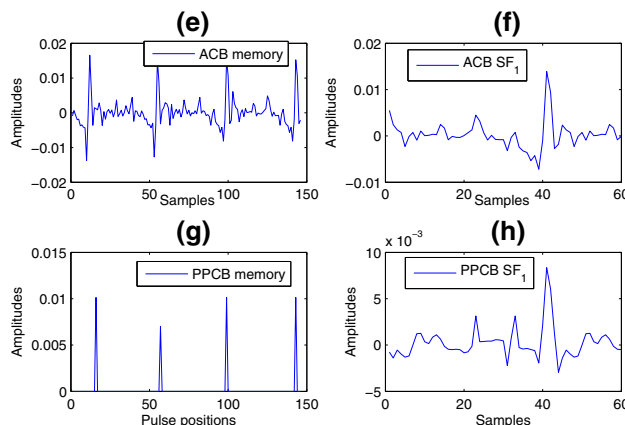 (e)
0.02
0.01
0
−0.01
−0.02
0
50
100
150
Amplitudes
Samples
ACB memory
(f)
0.02
0.01
0
−0.01
0
20
40
60
Amplitudes
Samples
ACB SF1
(g)
0.015
0.01
0.005
0
0
50
100
150
Amplitudes
Pulse positions
PPCB memory
(h)
x 10−3
10
5
0
−5
0
20
40
60
Amplitudes
Samples
PPCB SF1